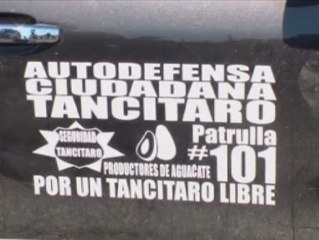 AUTODEFENSA
CIUDADANA
TANCITARO
SEGURIDAD
TANCITARO
Patrulla
#101
PRODUCTORES DE AGUACATE
POR UN TANCITARO LIBRE